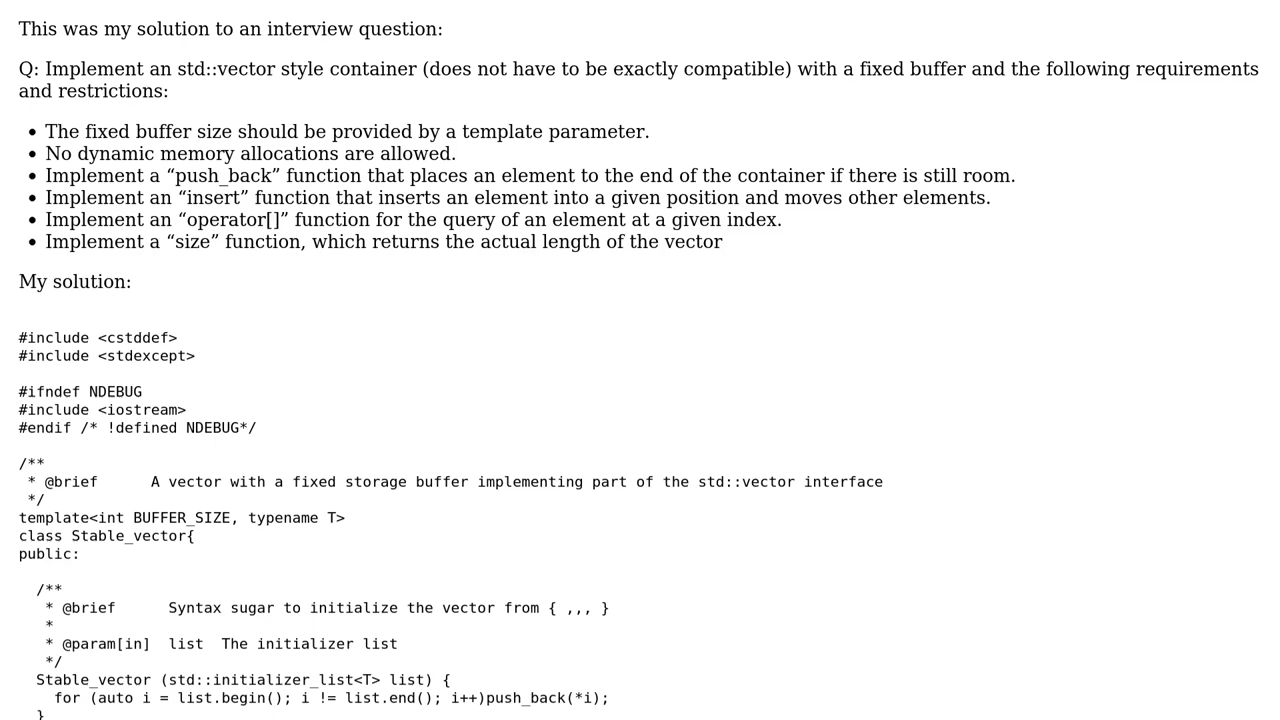 This was my solution to an interview question:
Q: Implement an std::vector style container (does not have to be exactly compatible) with a fixed buffer and the following requirements
and restrictions:
• The fixed buffer size should be provided by a template parameter.
• No dynamic memory allocations are allowed.
• Implement a “push_back” function that places an element to the end of the container if there is still room.
• Implement an “insert” function that inserts an element into a given position and moves other elements.
• Implement an “operator[]” function for the query of an element at a given index.
• Implement a “size” function, which returns the actual length of the vector
My solution:
#include <cstddef>
#include <stdexcept>
#ifndef NDEBUG
#include <iostream>
#endif /* !defined NDEBUG*/
/**
 * @brief      A vector with a fixed storage buffer implementing part of the std::vector interface
 */
template<int BUFFER_SIZE, typename T>
class Stable_vector{
public:
  /**
   * @brief      Syntax sugar to initialize the vector from { ,,, }
   *
   * @param[in]  list  The initializer list
   */
  Stable_vector (std::initializer_list<T> list) {
    for (auto i = list.begin(); i != list.end(); i++)push_back(*i);
  }